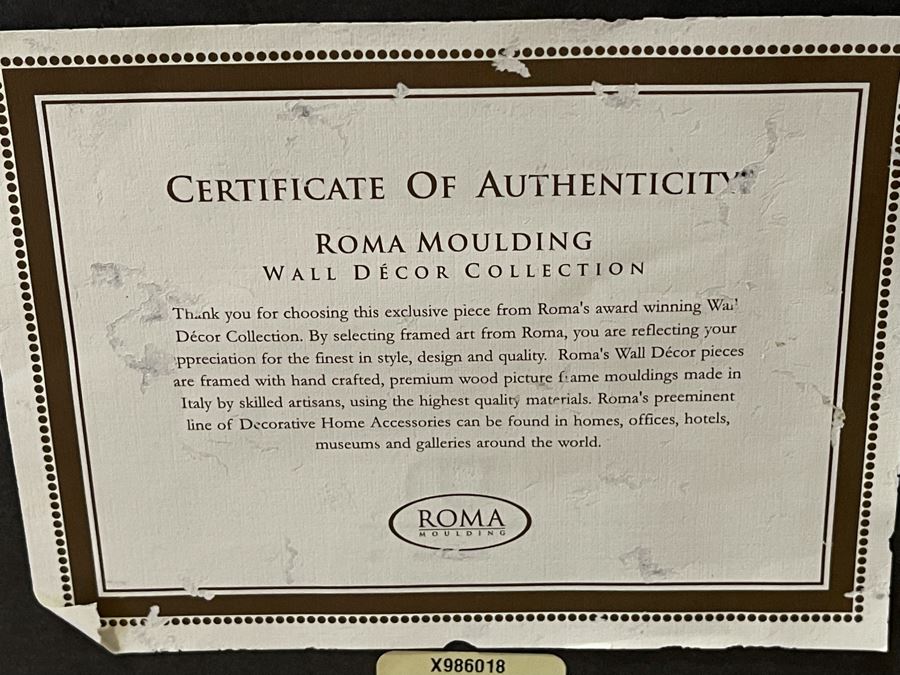 CERTIFICATE OF AUTHENTICITY
ROMA MOULDING
WALL DÉCOR COLLECTION
Thank you for choosing this exclusive piece from Roma's award winning Wall
Décor Collection. By selecting framed art from Roma, you are reflecting your
appreciation for the finest in style, design and quality. Roma's Wall Décor pieces
are framed with hand crafted, premium wood picture frame mouldings made in
Italy by skilled artisans, using the highest quality materials. Roma's preeminent
line of Decorative Home Accessories can be found in homes, offices, hotels,
museums and galleries around the world.
ROMA
MOULDING
X986018